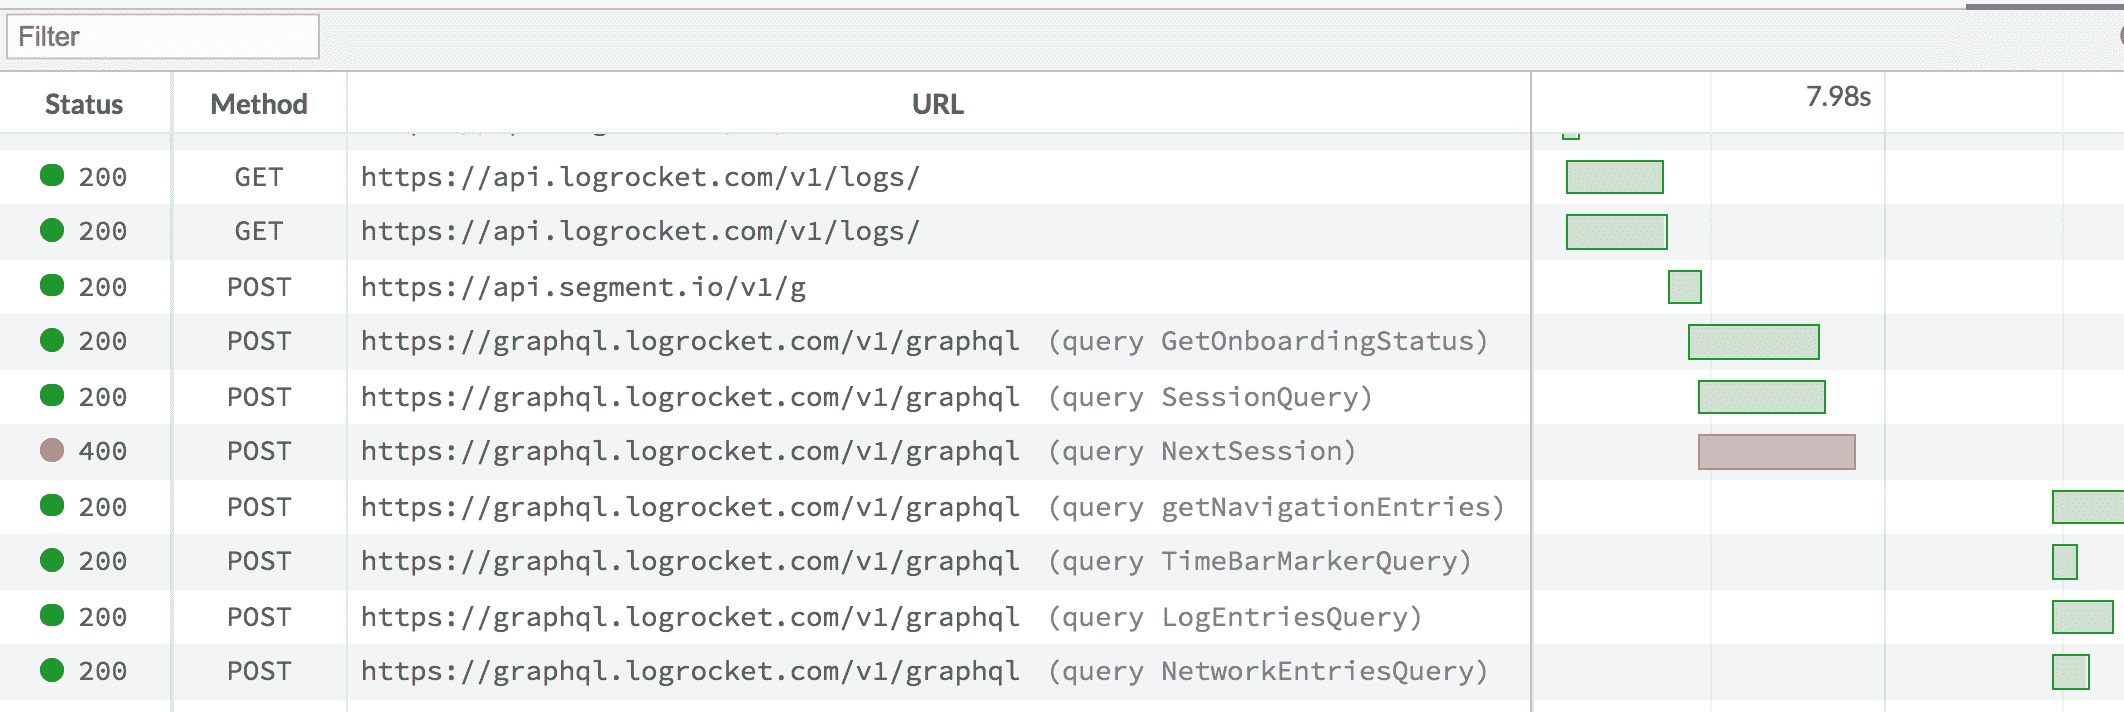 Filter
Status Method URL 7.98s
200 GET https://api.logrocket.com/v1/logs/
200 GET https://api.logrocket.com/v1/logs/
200 POST https://api.segment.io/v1/g
200 POST https://graphql.logrocket.com/v1/graphql (query GetOnboardingStatus)
200 POST https://graphql.logrocket.com/v1/graphql (query SessionQuery)
400 POST https://graphql.logrocket.com/v1/graphql (query NextSession)
200 POST https://graphql.logrocket.com/v1/graphql (query getNavigationEntries)
200 POST https://graphql.logrocket.com/v1/graphql (query TimeBarMarkerQuery)
200 POST https://graphql.logrocket.com/v1/graphql (query LogEntriesQuery)
200 POST https://graphql.logrocket.com/v1/graphql (query NetworkEntriesQuery)